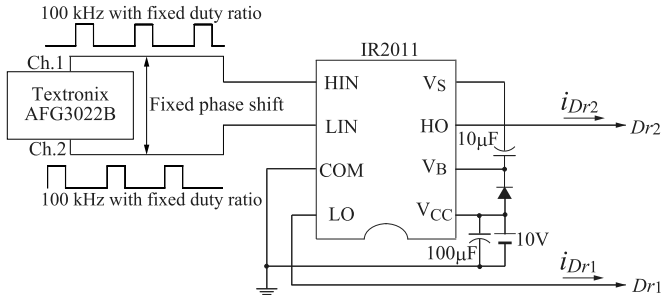 100 kHz with fixed duty ratio
IR2011
Ch.1
Textronix
AFG3022B
Fixed phase shift
Ch.2
100 kHz with fixed duty ratio
HIN
LIN
COM
LO
VS
HO
VB
VCC
10μF
100μF
10V
iDr2
Dr2
iDr1
Dr1